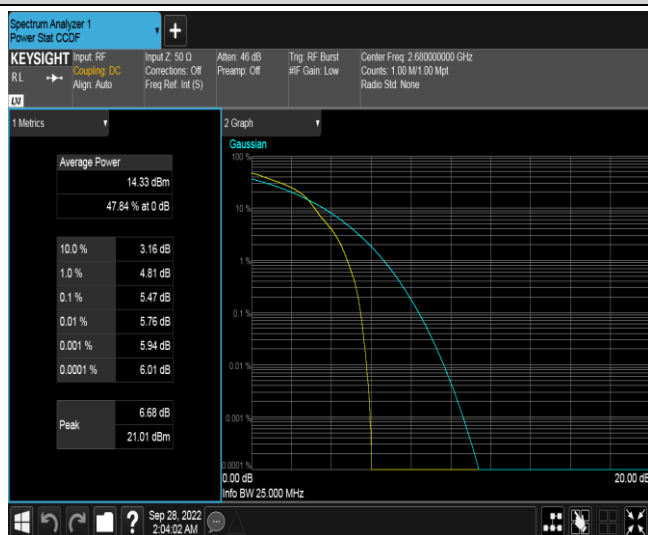 Spectrum Analyzer 1
Power Stat CCDF
KEYSIGHT
RL
LXI
Input: RF
Coupling: DC
Align: Auto
Input Z: 50 Ω
Corrections: Off
Freq Ref: Int (S)
Atten: 46 dB
Preamp: Off
Trig: RF Burst
#IF Gain: Low
Center Freq: 2.680000000 GHz
Counts: 1.00 M/1.00 Mpt
Radio Std: None
1 Metrics
Average Power
14.33 dBm
47.84 % at 0 dB
10.0 % 3.16 dB
1.0 % 4.81 dB
0.1 % 5.47 dB
0.01 % 5.76 dB
0.001 % 5.94 dB
0.0001 % 6.01 dB
Peak
6.68 dB
21.01 dBm
2 Graph
Gaussian
100 %
10 %
1 %
0.1 %
0.01 %
0.001 %
0.0001 %
0.00 dB
20.00 dB
Info BW 25.000 MHz
Sep 28, 2022
2:04:02 AM